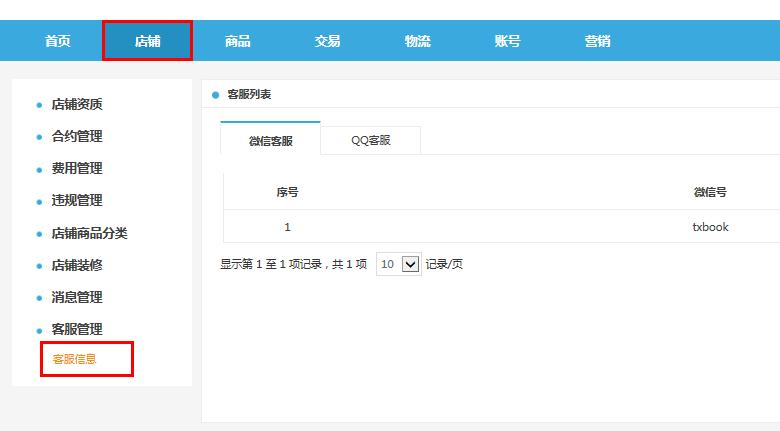 首页 店铺 商品 交易 物流 账号 营销
店铺资质
合约管理
费用管理
违规管理
店铺商品分类
店铺装修
消息管理
客服管理
客服信息
客服列表
微信客服 QQ客服
序号 微信号
1 txbook
显示第 1 至 1 项记录，共 1 项 10 记录/页